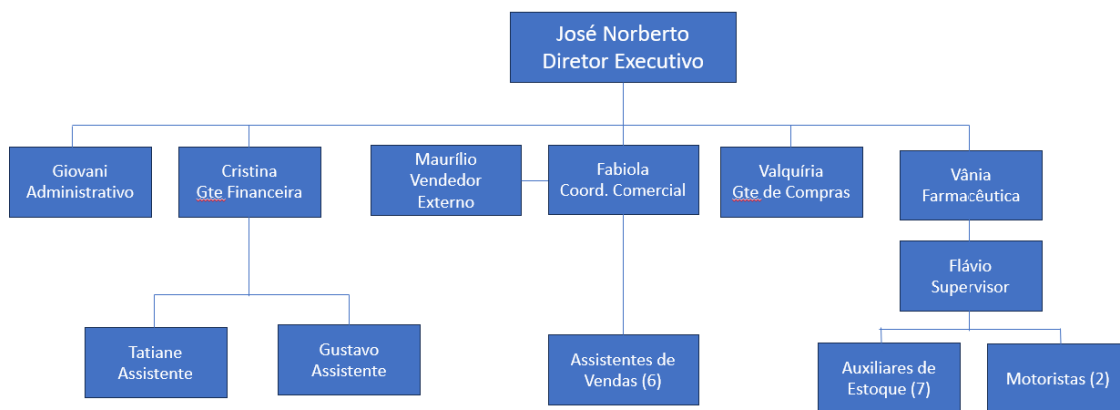 José Norberto
Diretor Executivo
Giovani
Administrativo
Cristina
Gte Financeira
Maurílio
Vendedor
Externo
Fabiola
Coord. Comercial
Valquíria
Gte de Compras
Vânia
Farmacêutica
Flávio
Supervisor
Tatiane
Assistente
Gustavo
Assistente
Assistentes de
Vendas (6)
Auxiliares de
Estoque (7)
Motoristas (2)